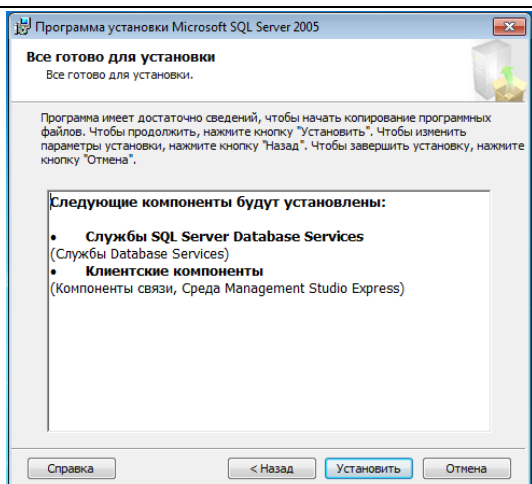 Программа установки Microsoft SQL Server 2005
Все готово для установки
Все готово для установки.
Программа имеет достаточно сведений, чтобы начать копирование программных
файлов. Чтобы продолжить, нажмите кнопку "Установить". Чтобы изменить
параметры установки, нажмите кнопку "Назад". Чтобы завершить установку, нажмите
кнопку "Отмена".
Следующие компоненты будут установлены:
• Службы SQL Server Database Services
(Службы Database Services)
• Клиентские компоненты
(Компоненты связи, Среда Management Studio Express)
Справка
< Назад
Установить
Отмена